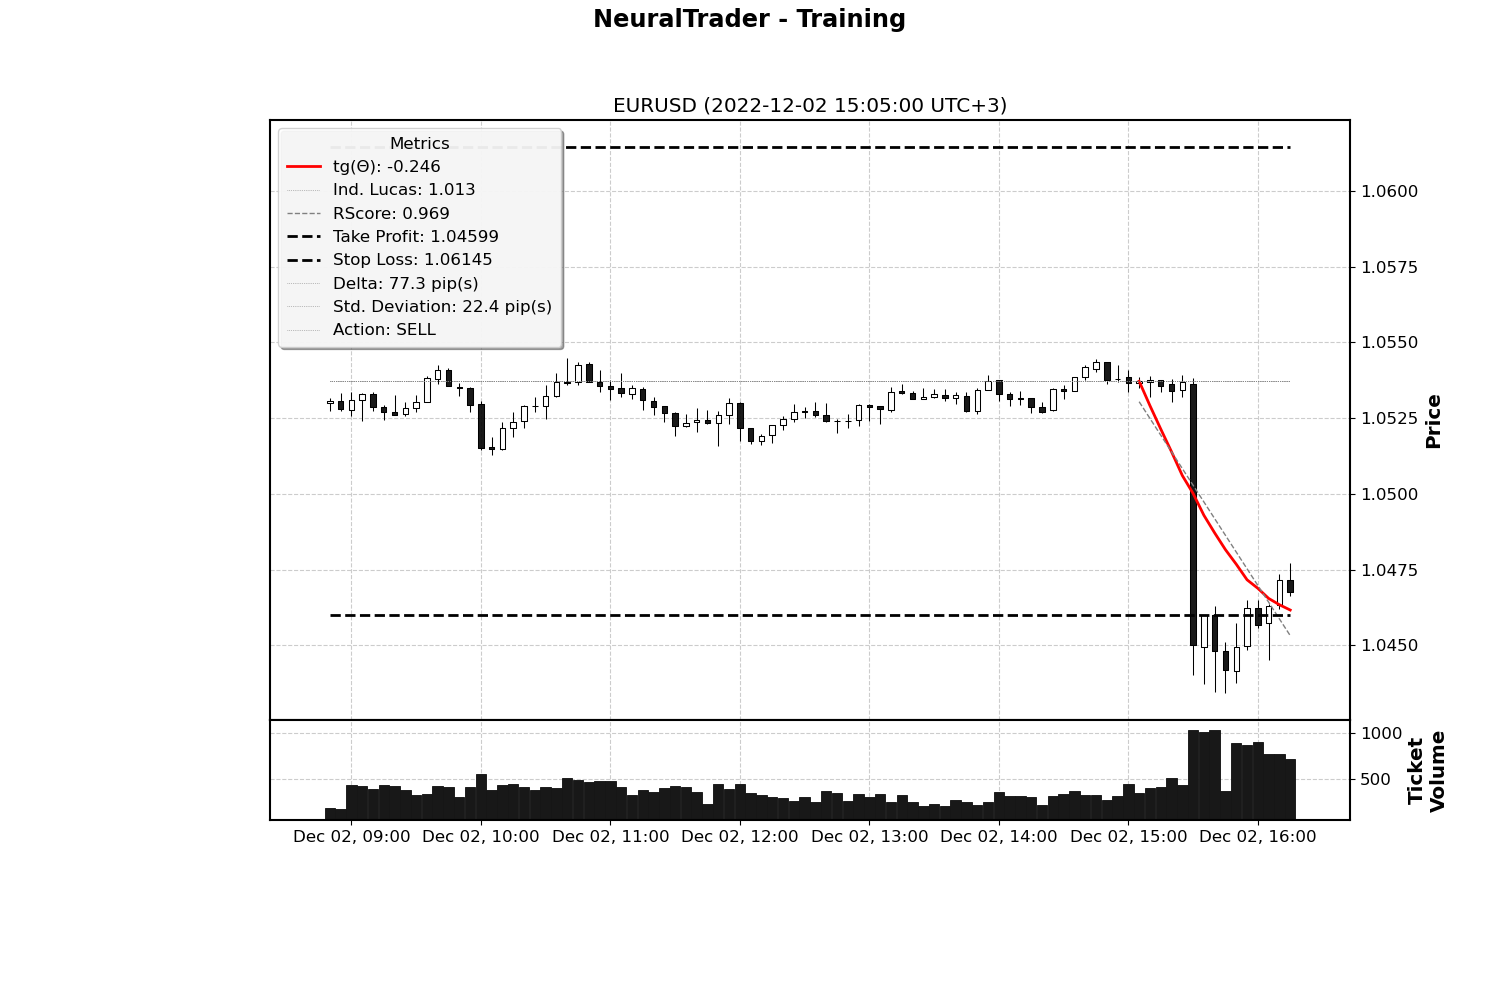 NeuralTrader - Training
EURUSD (2022-12-02 15:05:00 UTC+3)
Metrics
tg(Θ): -0.246
Ind. Lucas: 1.013
RScore: 0.969
Take Profit: 1.04599
Stop Loss: 1.06145
Delta: 77.3 pip(s)
Std. Deviation: 22.4 pip(s)
Action: SELL
1.0600
1.0575
1.0550
1.0525
1.0500
1.0475
1.0450
Price
1000
500
Ticket
Volume
Dec 02, 09:00
Dec 02, 10:00
Dec 02, 11:00
Dec 02, 12:00
Dec 02, 13:00
Dec 02, 14:00
Dec 02, 15:00
Dec 02, 16:00